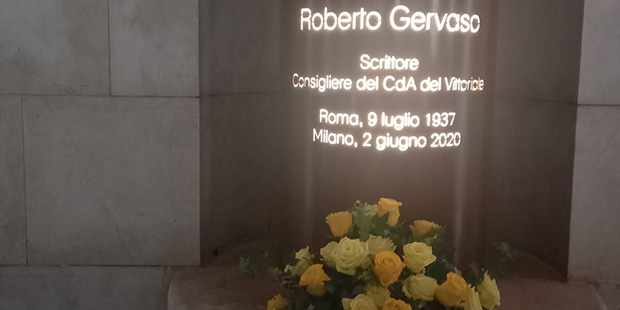 Roberto Gervaso
Scrittore
Consigliere del CdA del Vittoriale
Roma, 9 luglio 1937
Milano, 2 giugno 2020